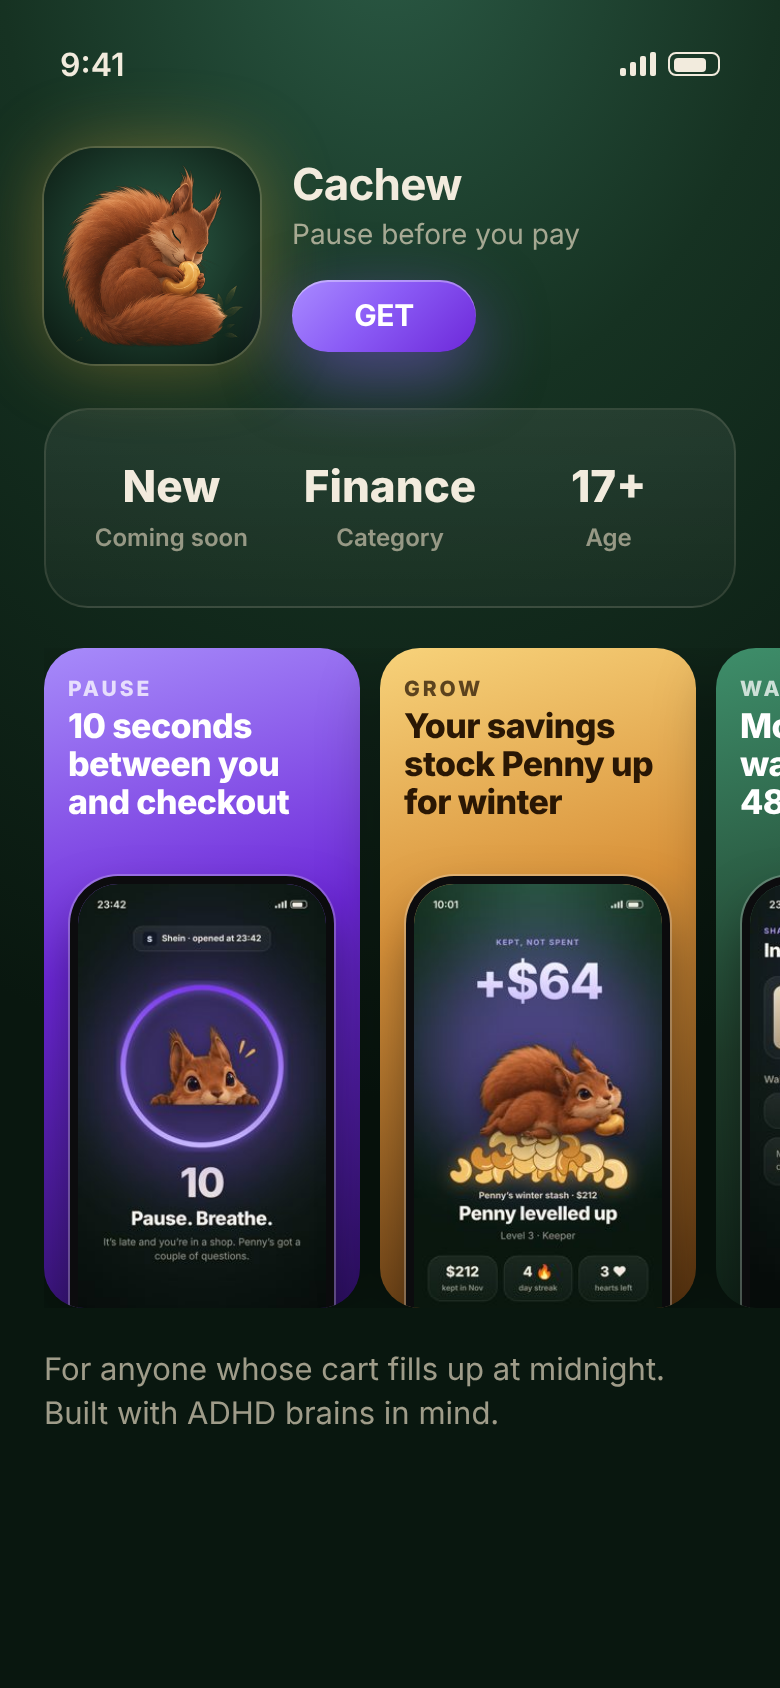 9:41
Cachew
Pause before you pay
GET
New
Coming soon
Finance
Category
17+
Age
PAUSE
10 seconds
between you
and checkout
23:42
S Shein · opened at 23:42
10
Pause. Breathe.
It's late and you're in a shop. Penny's got a
couple of questions.
GROW
Your savings
stock Penny up
for winter
10:01
KEPT, NOT SPENT
+$64
Penny's winter stash · $212
Penny levelled up
Level 3 · Keeper
$212
kept in Nov
4 🔥
day streak
3 ♥
hearts left
48
For anyone whose cart fills up at midnight.
Built with ADHD brains in mind.